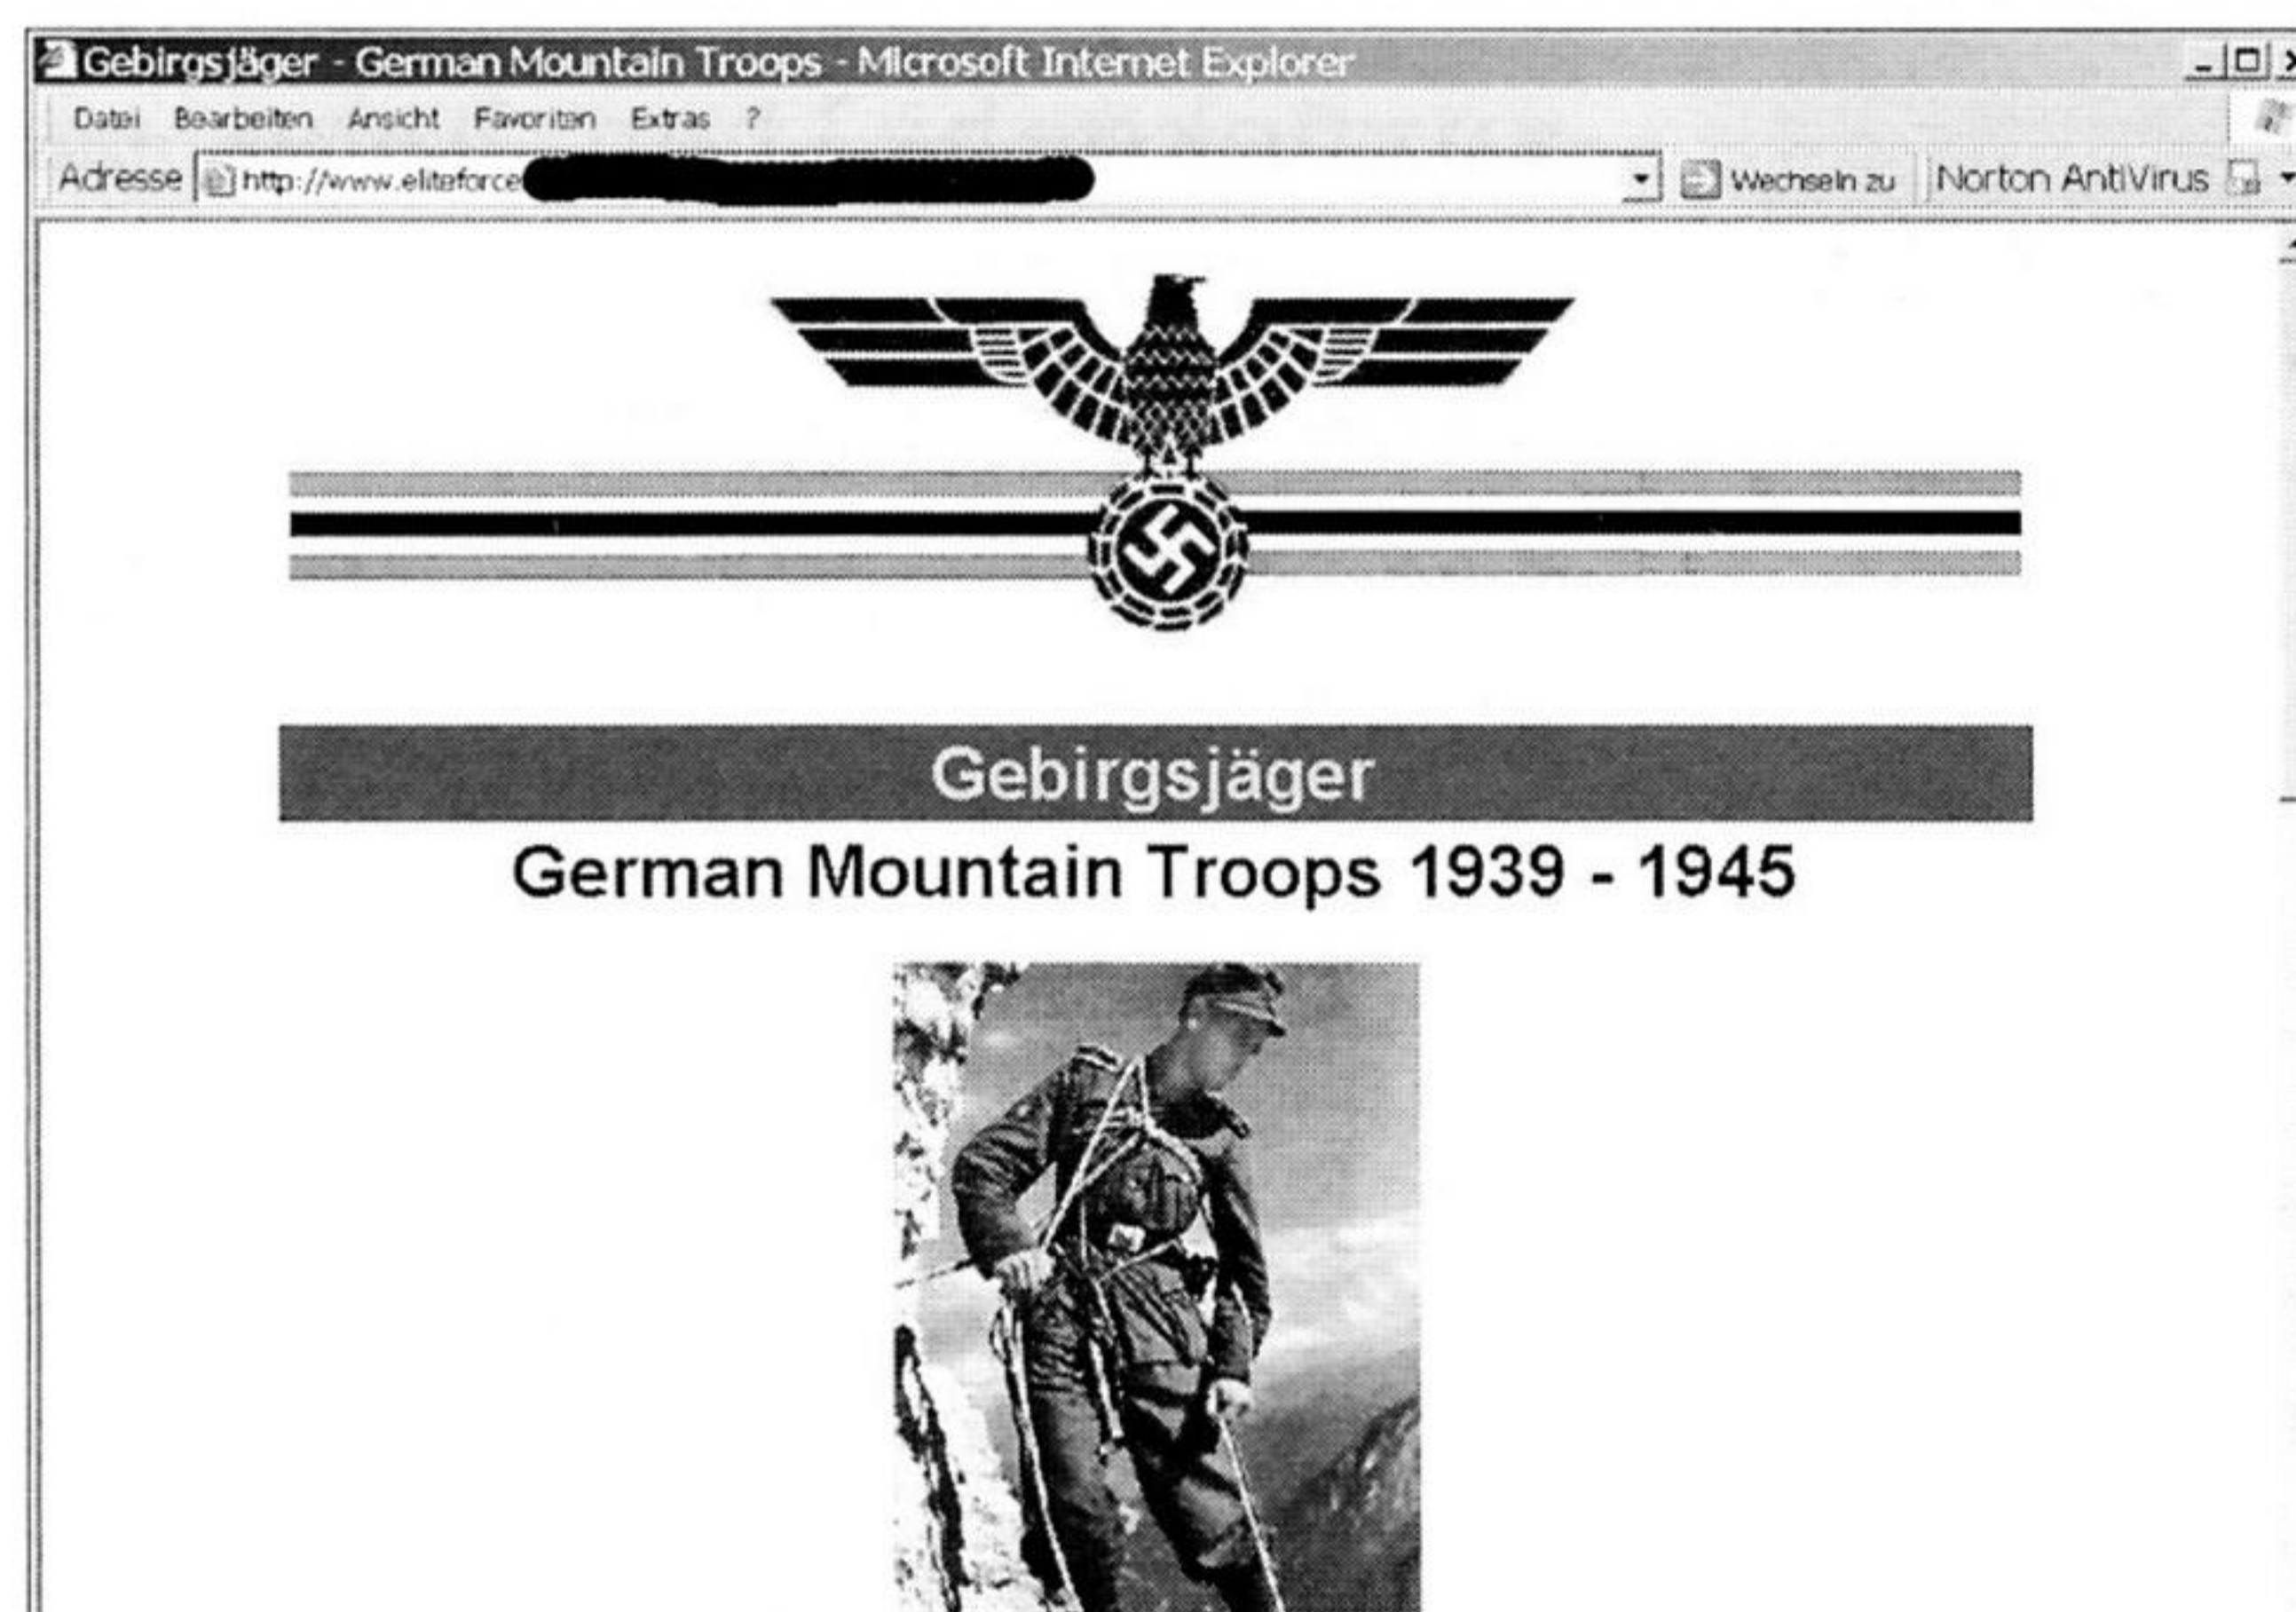 Gebirgsjäger - German Mountain Troops - Microsoft Internet Explorer
Datei Bearbeiten Ansicht Favoriten Extras ?
Adresse http://www.eliteforce Wechseln zu Norton AntiVirus
Gebirgsjäger
German Mountain Troops 1939 - 1945